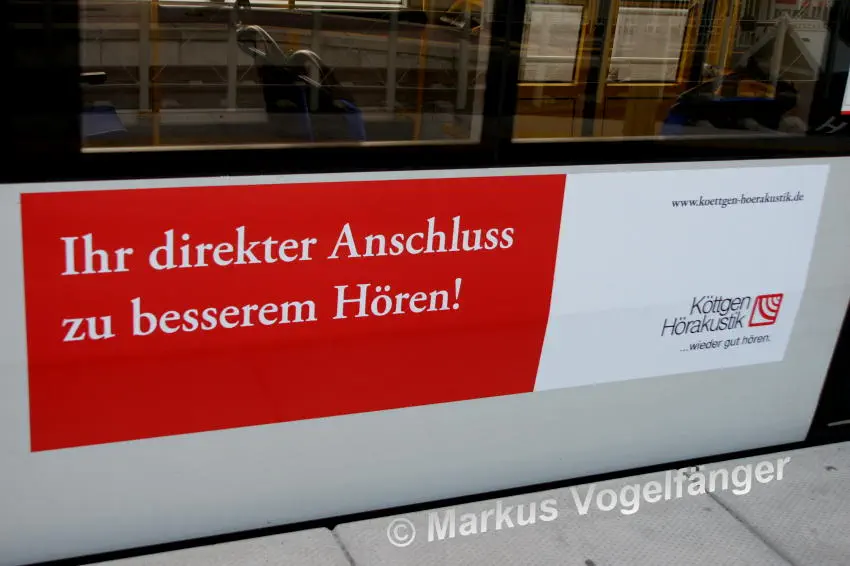 Ihr direkter Anschluss
zu besserem Hören!
www.koettgen-hoerakustik.de
Köttgen
Hörakustik
...wieder gut hören.
© Markus Vogelfänger